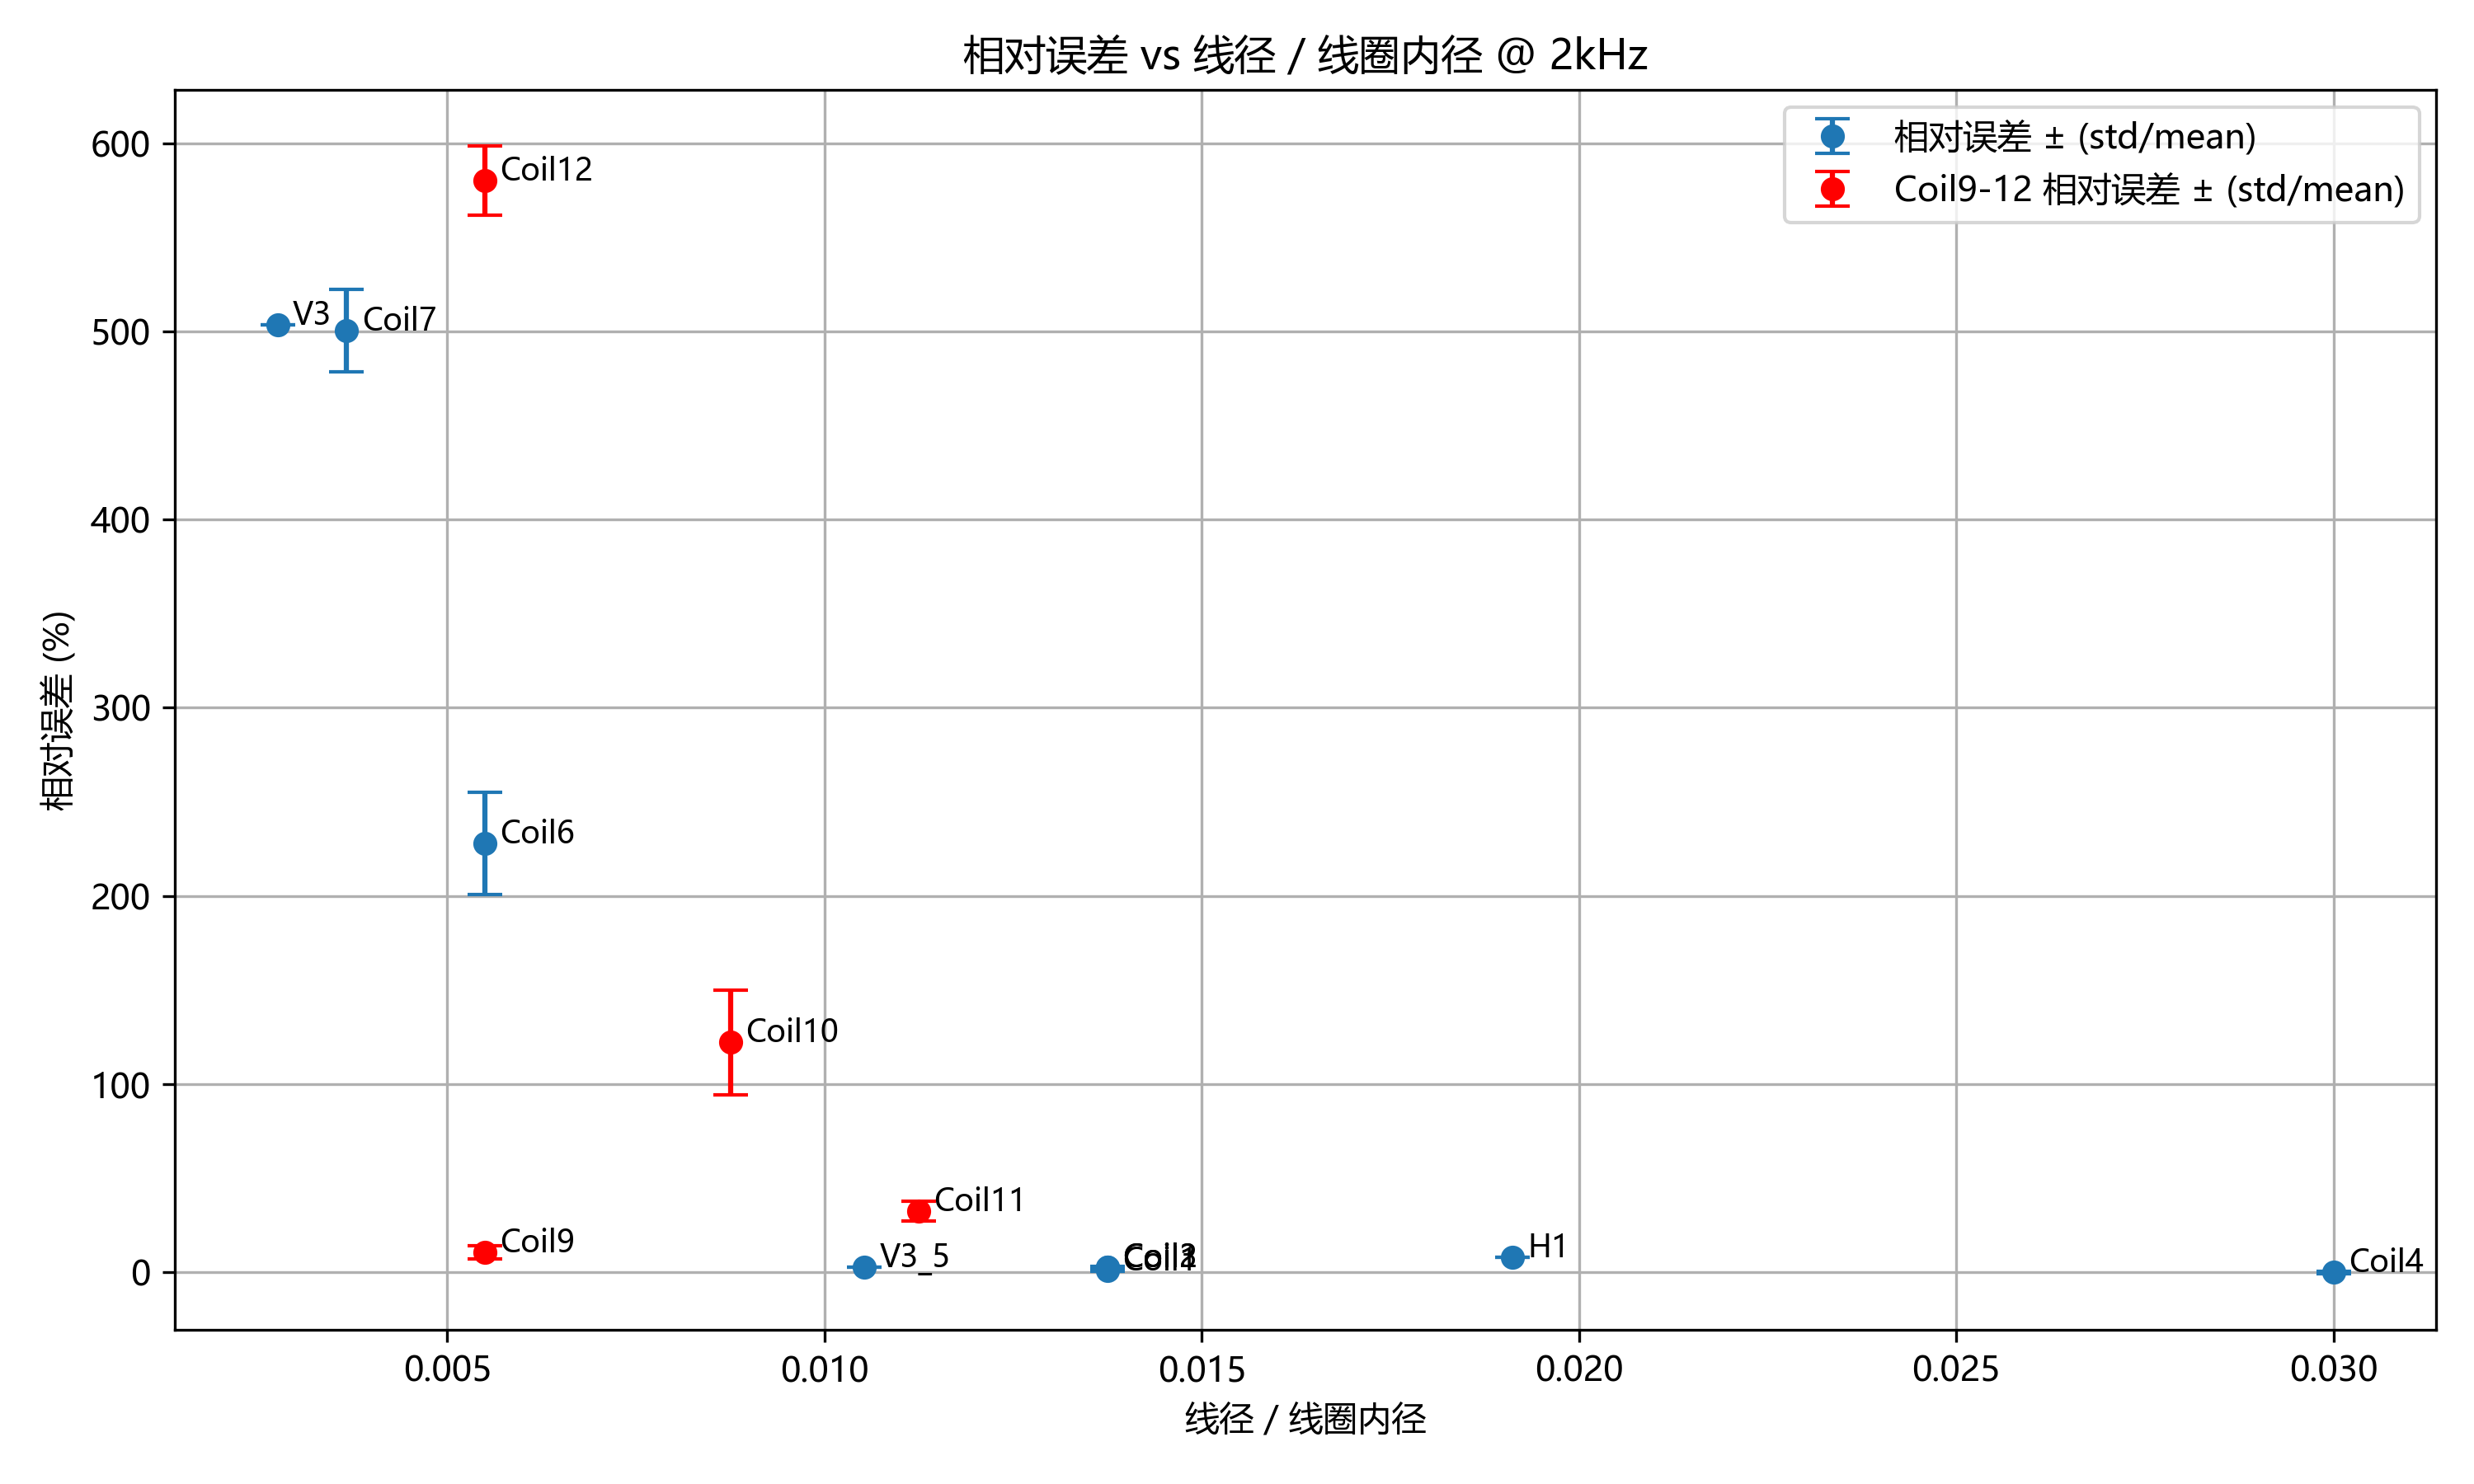 相对误差 vs 线径 / 线圈内径 @ 2kHz
相对误差 ± (std/mean)
Coil9-12 相对误差 ± (std/mean)
600
500
400
300
200
100
0
相对误差 (%)
Coil12
V3
Coil7
Coil6
Coil10
Coil11
Coil9
V3_5
H1
Coil4
0.005
0.010
0.015
0.020
0.025
0.030
线径 / 线圈内径